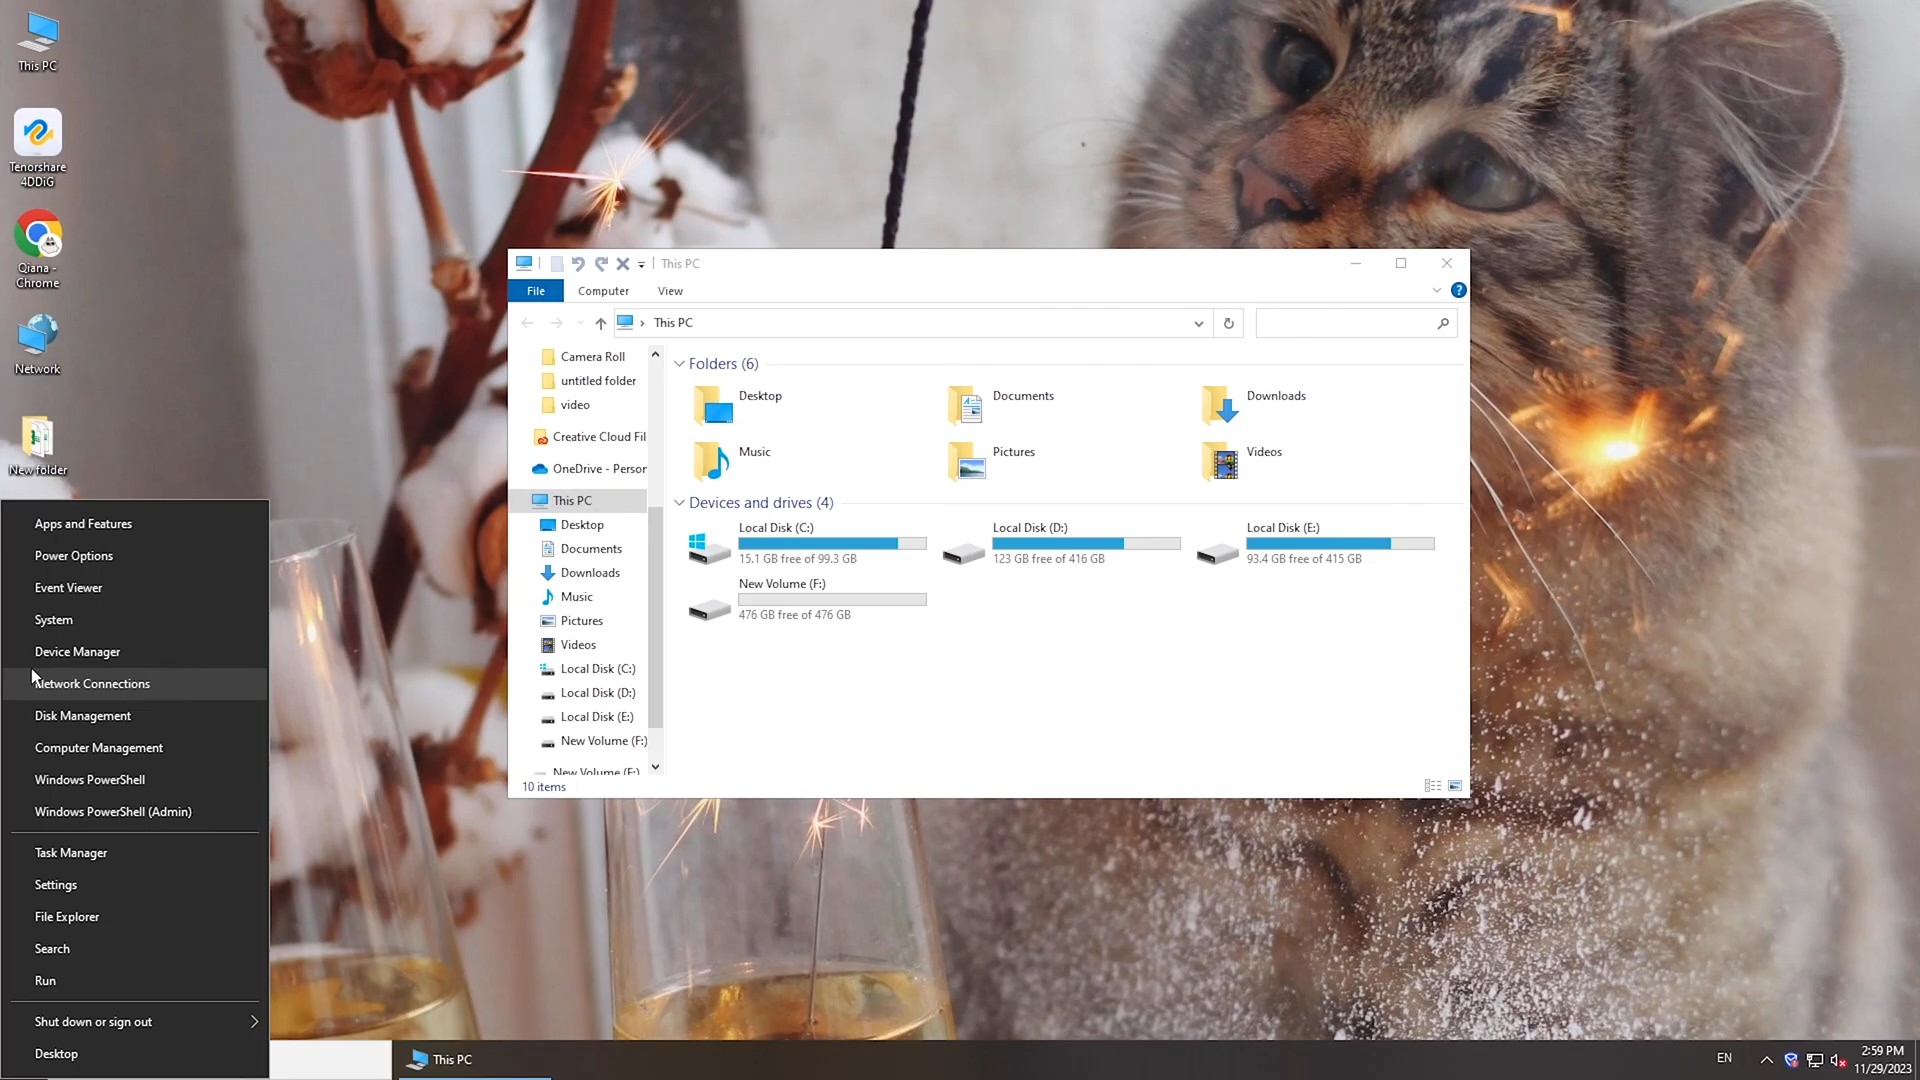 This PC
Tenorshare
4DDiG
Qiana -
Chrome
Network
New folder
Apps and Features
Power Options
Event Viewer
System
Device Manager
Network Connections
Disk Management
Computer Management
Windows PowerShell
Windows PowerShell (Admin)
Task Manager
Settings
File Explorer
Search
Run
Shut down or sign out
Desktop
This PC
File
Computer
View
This PC
Camera Roll
untitled folder
video
Creative Cloud Fil
OneDrive - Person
This PC
Desktop
Documents
Downloads
Music
Pictures
Videos
Local Disk (C:)
Local Disk (D:)
Local Disk (E:)
New Volume (F:)
New Volume (F:)
Folders (6)
Desktop
Documents
Downloads
Music
Pictures
Videos
Devices and drives (4)
Local Disk (C:)
15.1 GB free of 99.3 GB
Local Disk (D:)
123 GB free of 416 GB
Local Disk (E:)
93.4 GB free of 415 GB
New Volume (F:)
476 GB free of 476 GB
10 items
This PC
EN
2:59 PM
11/29/2023